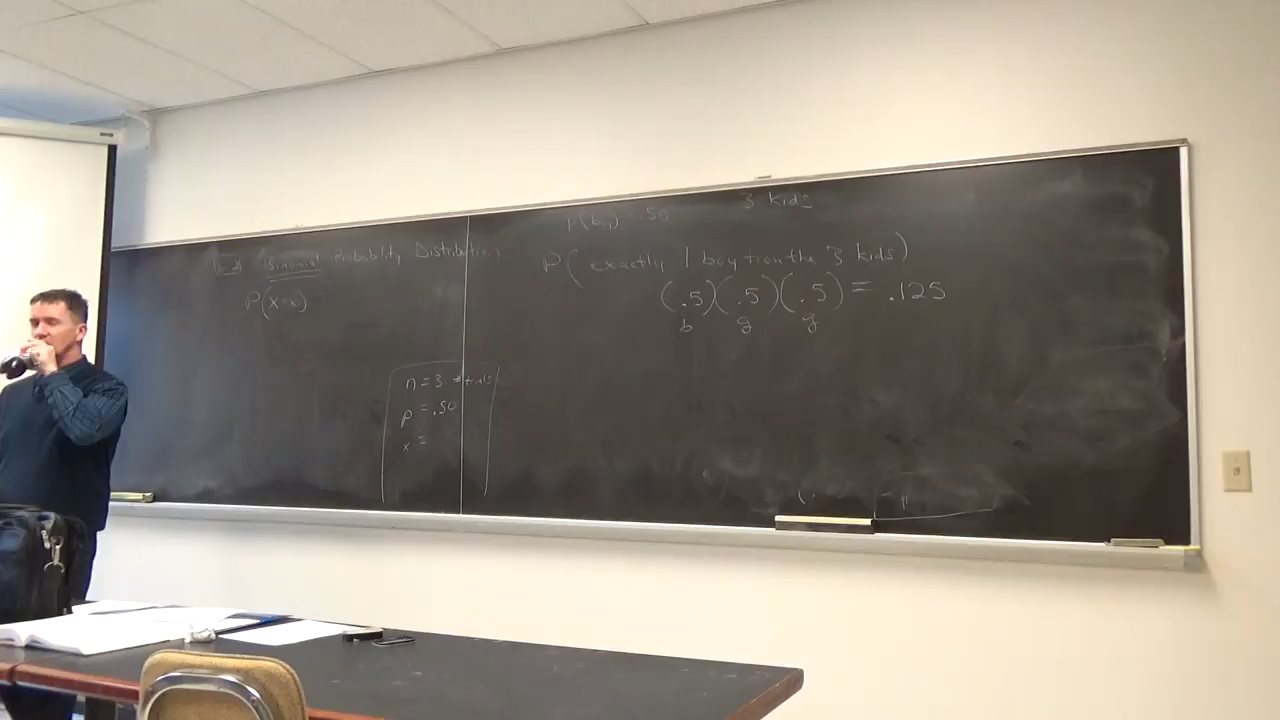 Binomial Probability Distribution
P(X=x)
n = 3 # trials
p = .50
x =
3 kids
.50
P( exactly 1 boy from the 3 kids)
(.5)(.5)(.5) = .125
b g g